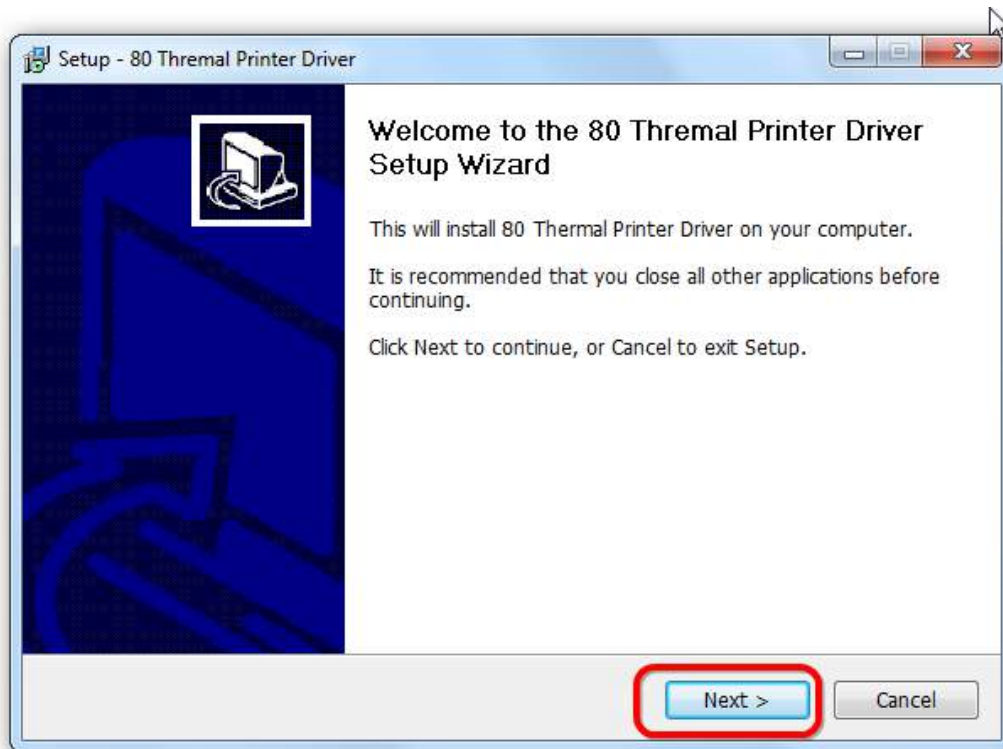 Setup - 80 Thremal Printer Driver
Welcome to the 80 Thremal Printer Driver
Setup Wizard
This will install 80 Thermal Printer Driver on your computer.
It is recommended that you close all other applications before
continuing.
Click Next to continue, or Cancel to exit Setup.
Next >
Cancel